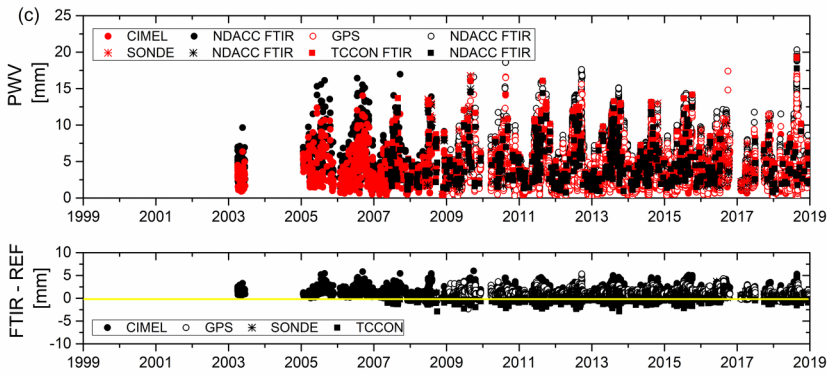 (c)
25
20
15
10
5
0
PWV
[mm]
CIMEL NDACC FTIR GPS NDACC FTIR
SONDE NDACC FTIR TCCON FTIR NDACC FTIR
1999 2001 2003 2005 2007 2009 2011 2013 2015 2017 2019
10
5
0
-5
-10
FTIR - REF
[mm]
CIMEL GPS SONDE TCCON
1999 2001 2003 2005 2007 2009 2011 2013 2015 2017 2019